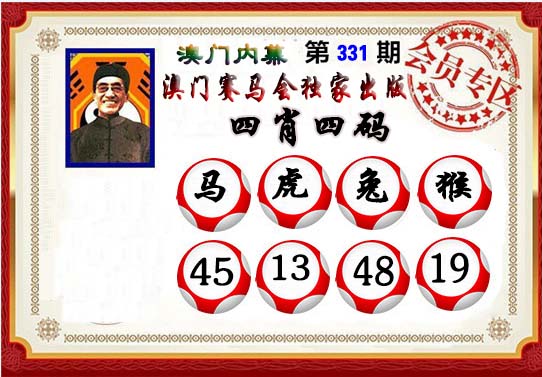 澳门内幕 第331期
会员专区
澳门赛马会独家出版
四肖四码
马 虎 兔 猴
45 13 48 19